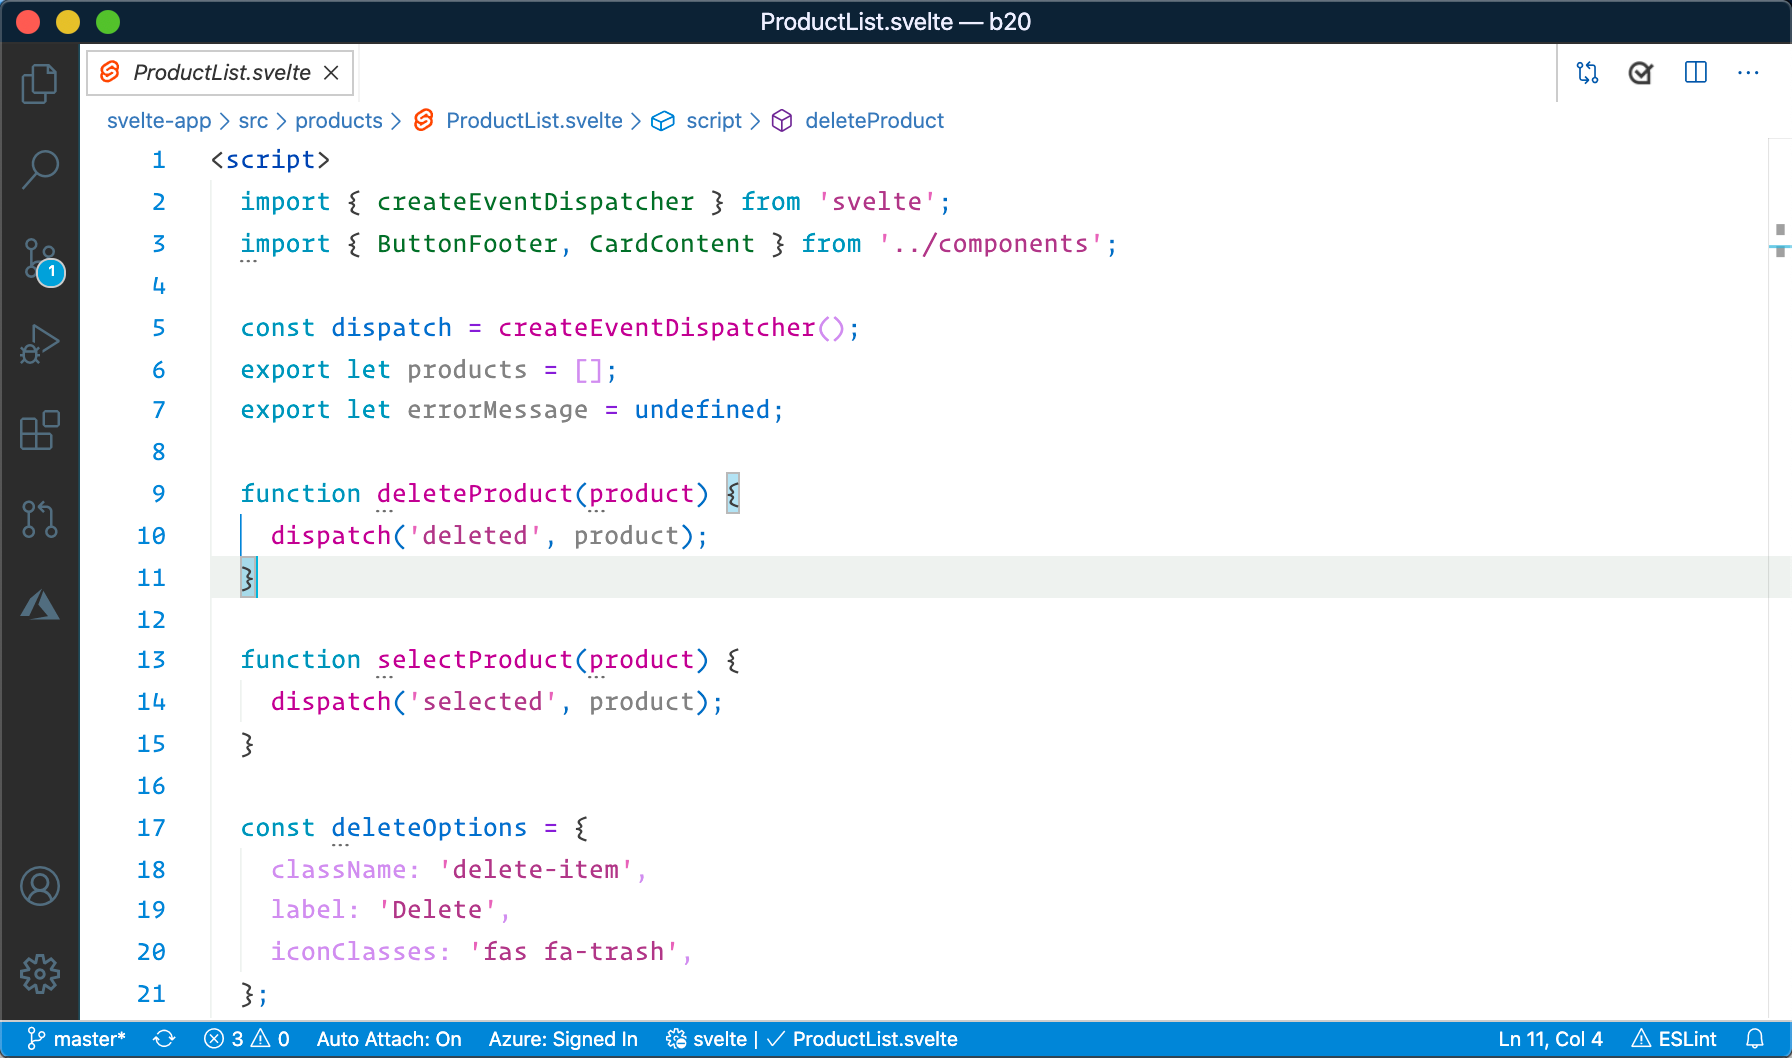 ProductList.svelte — b20
ProductList.svelte
svelte-app > src > products > ProductList.svelte > script > deleteProduct
1 <script>
2 import { createEventDispatcher } from 'svelte';
3 import { ButtonFooter, CardContent } from '../components';
4
5 const dispatch = createEventDispatcher();
6 export let products = [];
7 export let errorMessage = undefined;
8
9 function deleteProduct(product) {
10 dispatch('deleted', product);
11 }
12
13 function selectProduct(product) {
14 dispatch('selected', product);
15 }
16
17 const deleteOptions = {
18 className: 'delete-item',
19 label: 'Delete',
20 iconClasses: 'fas fa-trash',
21 };
1
master* 3 0 Auto Attach: On Azure: Signed In svelte | ✓ ProductList.svelte Ln 11, Col 4 ESLint